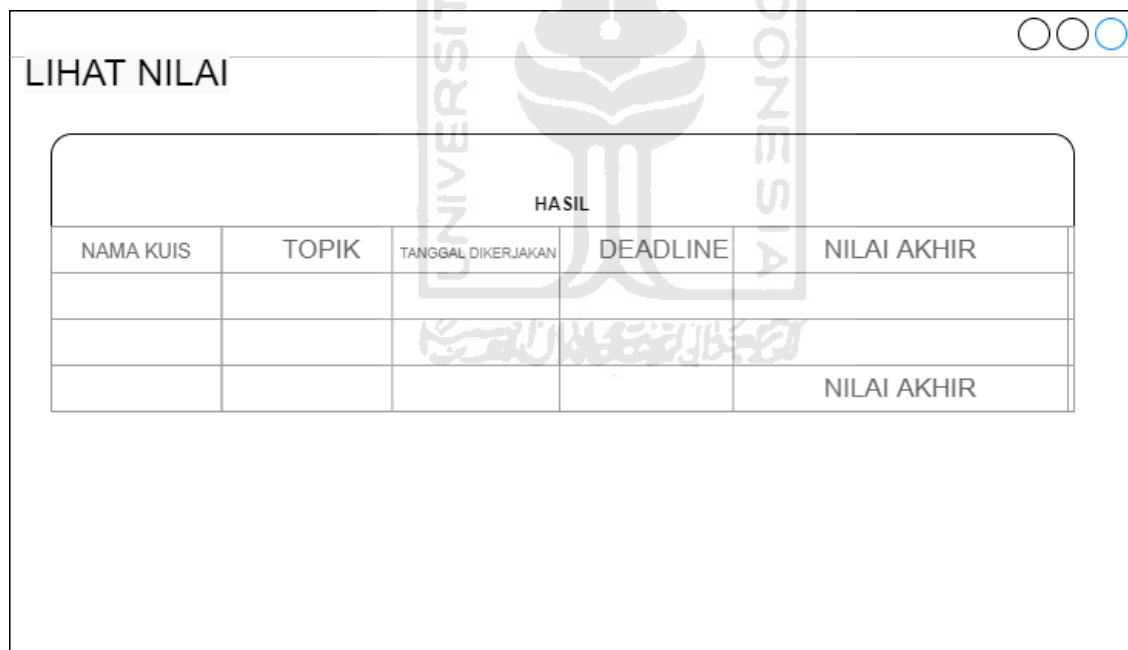 LIHAT NILAI
HASIL
NAMA KUIS TOPIK TANGGAL DIKERJAKAN DEADLINE NILAI AKHIR
NILAI AKHIR